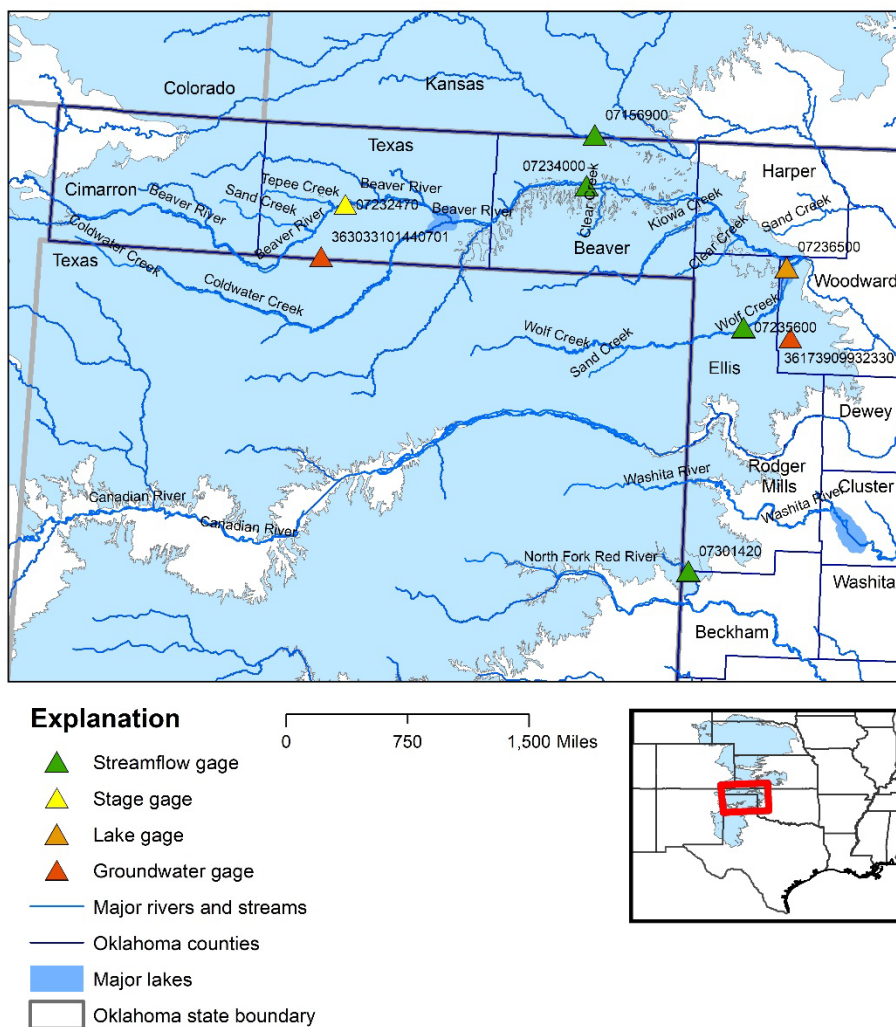 Colorado
Kansas
07156900
Texas
07234000
Harper
Cimarron
Tepee Creek
Beaver River
Sand Creek
07232470
Beaver River
Clear Creek
Kiowa Creek
Sand Creek
Beaver River
Beaver River
363033101440701
Beaver
Clear Creek
07236500
Texas
Coldwater Creek
Coldwater Creek
Woodward
Wolf Creek
Wolf Creek
07235600
Sand Creek
36173909932330
Ellis
Dewey
Washita River
Rodger
Mills
Cluster
Canadian River
Washita River
Canadian River
North Fork Red River
07301420
Washita
Beckham
Explanation
0 750 1,500 Miles
Streamflow gage
Stage gage
Lake gage
Groundwater gage
Major rivers and streams
Oklahoma counties
Major lakes
Oklahoma state boundary